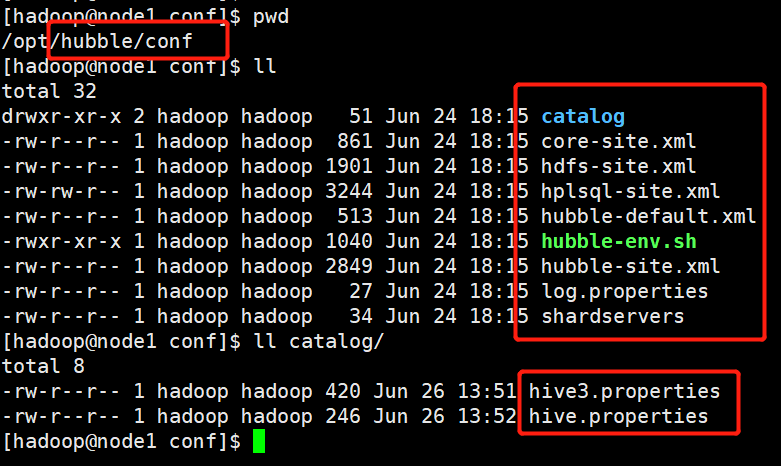 [hadoop@node1 conf]$ pwd
/opt/hubble/conf
[hadoop@node1 conf]$ ll
total 32
drwxr-xr-x 2 hadoop hadoop   51 Jun 24 18:15 catalog
-rw-r--r-- 1 hadoop hadoop  861 Jun 24 18:15 core-site.xml
-rw-r--r-- 1 hadoop hadoop 1901 Jun 24 18:15 hdfs-site.xml
-rw-rw-r-- 1 hadoop hadoop 3244 Jun 24 18:15 hplsql-site.xml
-rw-r--r-- 1 hadoop hadoop  513 Jun 24 18:15 hubble-default.xml
-rwxr-xr-x 1 hadoop hadoop 1040 Jun 24 18:15 hubble-env.sh
-rw-r--r-- 1 hadoop hadoop 2849 Jun 24 18:15 hubble-site.xml
-rw-r--r-- 1 hadoop hadoop   27 Jun 24 18:15 log.properties
-rw-r--r-- 1 hadoop hadoop   34 Jun 24 18:15 shardservers
[hadoop@node1 conf]$ ll catalog/
total 8
-rw-r--r-- 1 hadoop hadoop 420 Jun 26 13:51 hive3.properties
-rw-r--r-- 1 hadoop hadoop 246 Jun 26 13:52 hive.properties
[hadoop@node1 conf]$